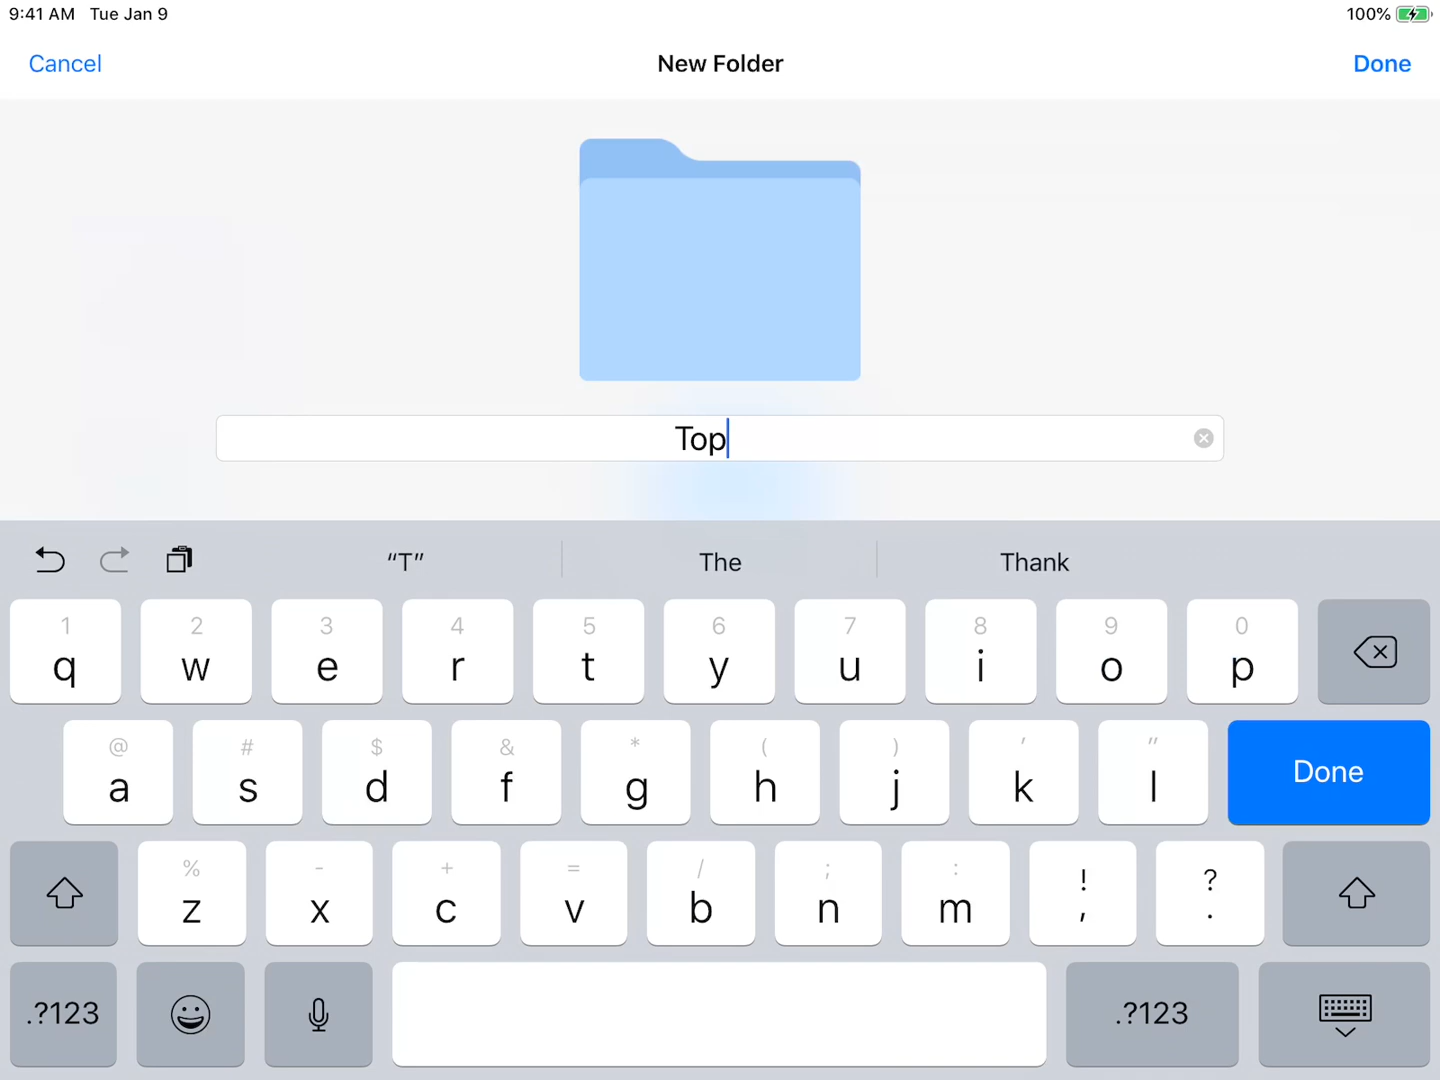 9:41 AM Tue Jan 9 100%
Cancel New Folder Done
Top
“T” The Thank
1 2 3 4 5 6 7 8 9 0
q w e r t y u i o p
@ # $ & * ( ) ' "
a s d f g h j k l Done
% - + = / ; : ! ?
z x c v b n m , .
.?123 .?123